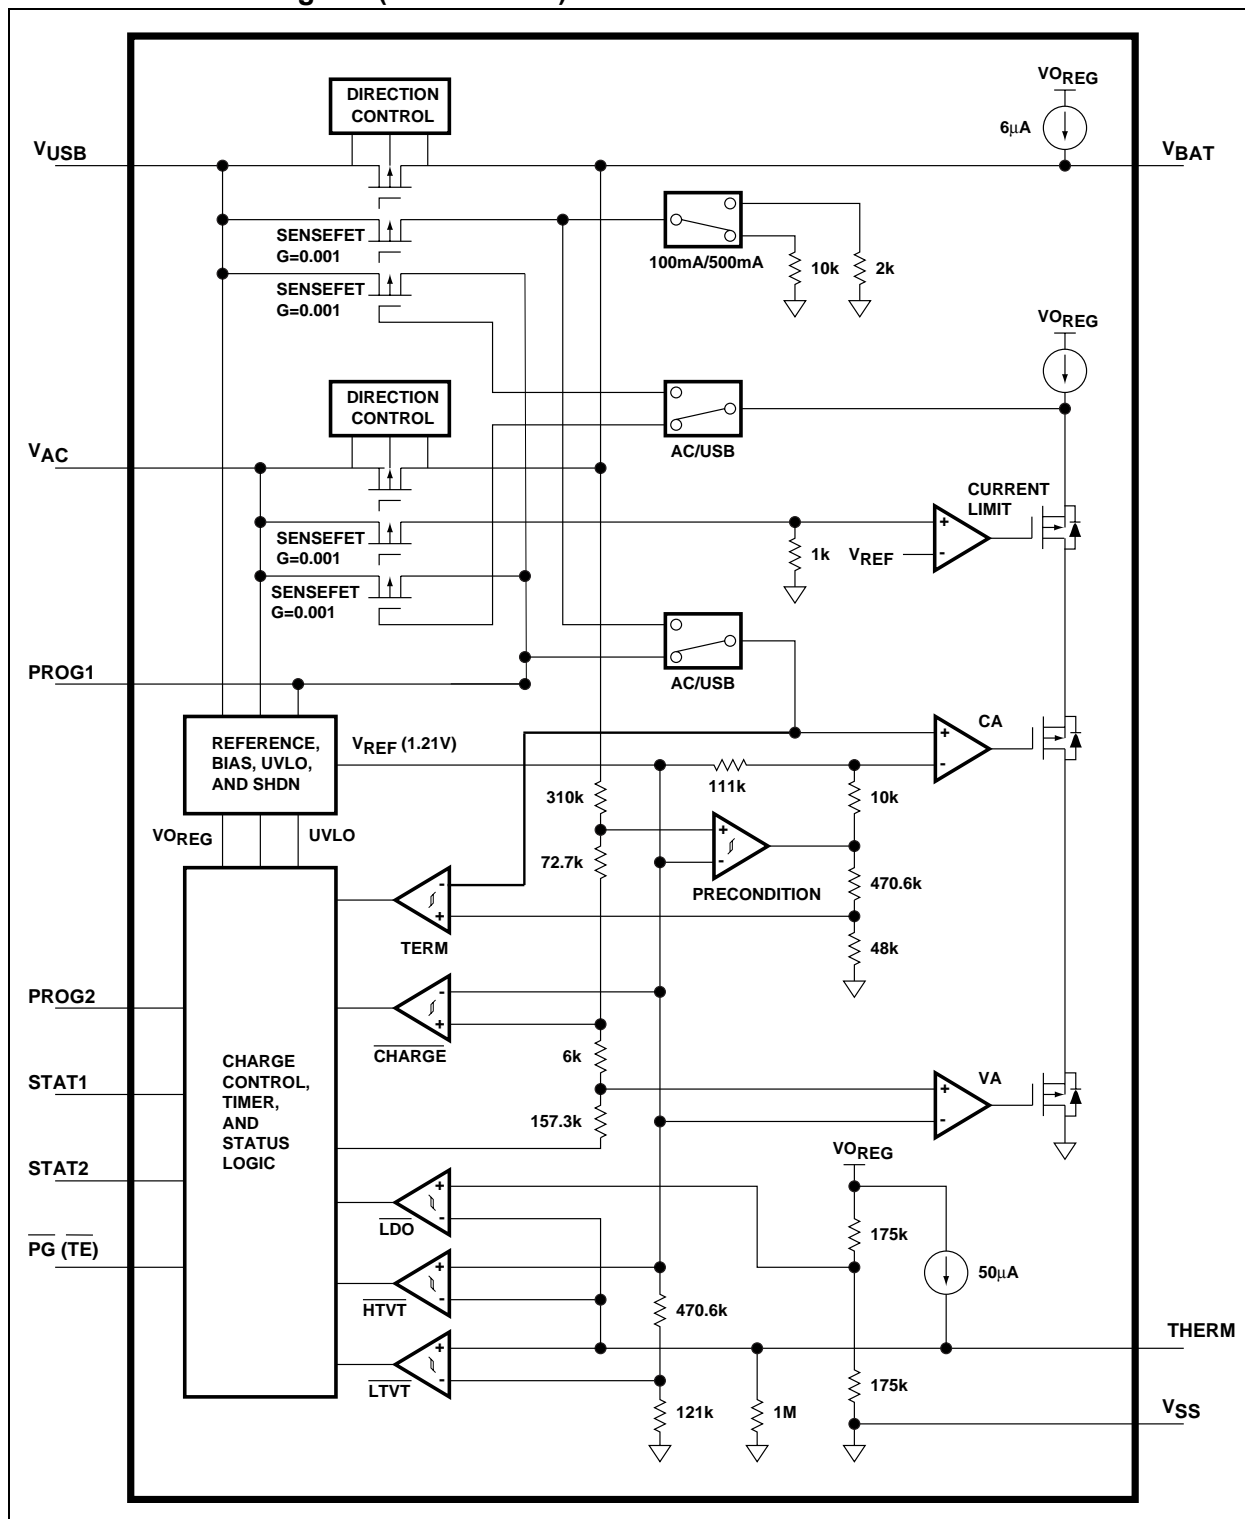 DIRECTION
CONTROL
VOREG
6µA
VUSB
VBAT
SENSEFET
G=0.001
100mA/500mA
10k
2k
SENSEFET
G=0.001
VOREG
DIRECTION
CONTROL
AC/USB
VAC
CURRENT
LIMIT
+
-
SENSEFET
G=0.001
1k
VREF
SENSEFET
G=0.001
PROG1
AC/USB
REFERENCE,
BIAS, UVLO,
AND SHDN
VREF (1.21V)
CA
+
-
111k
310k
10k
VOREG
UVLO
+
-
72.7k
PRECONDITION
470.6k
-
+
TERM
48k
PROG2
-
+
CHARGE
6k
CHARGE
CONTROL,
TIMER,
AND
STATUS
LOGIC
STAT1
VA
+
-
157.3k
VOREG
STAT2
+
-
LDO
175k
PG (TE)
50µA
+
-
HTVT
470.6k
THERM
+
-
LTVT
175k
121k
1M
VSS